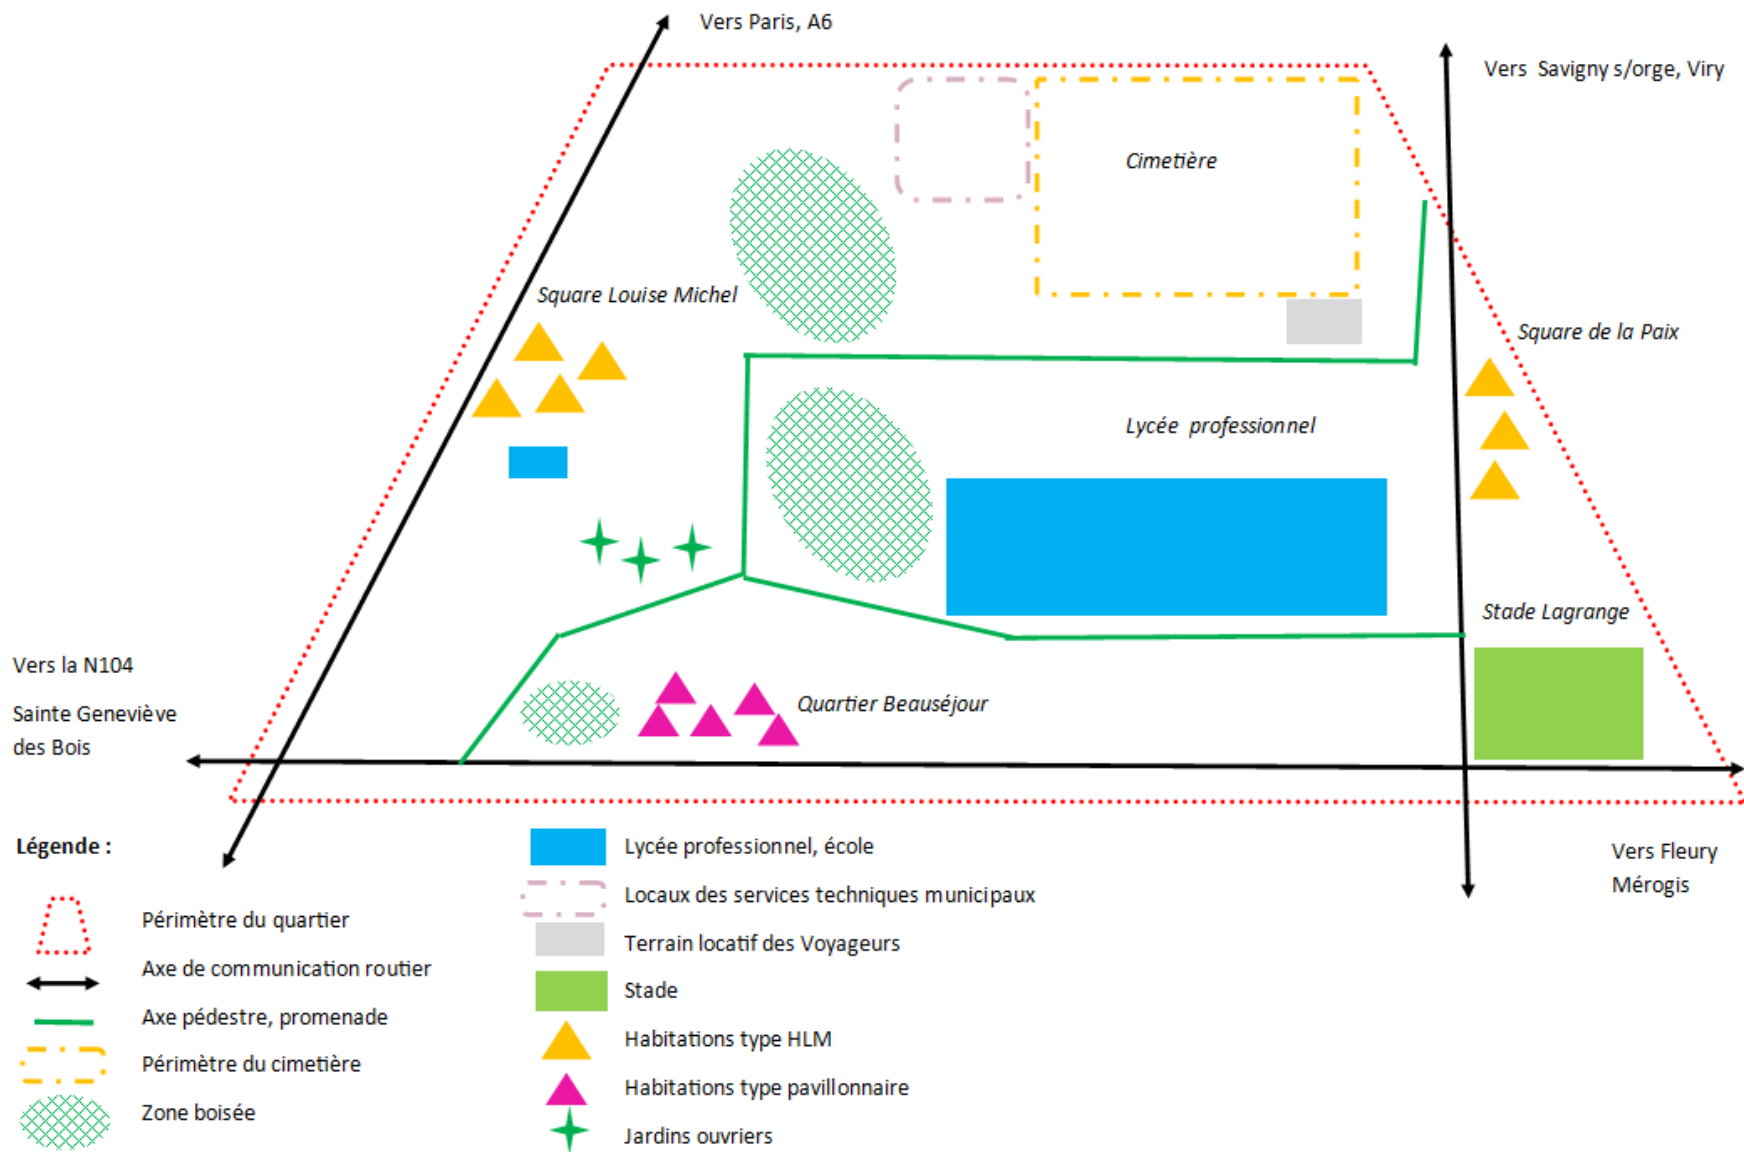 Vers Paris, A6
Vers Savigny s/orge, Viry
Cimetière
Square Louise Michel
Square de la Paix
Lycée professionnel
Stade Lagrange
Vers la N104
Sainte Geneviève
des Bois
Quartier Beauséjour
Vers Fleury
Mérogis
Légende :
Périmètre du quartier
Axe de communication routier
Axe pédestre, promenade
Périmètre du cimetière
Zone boisée
Lycée professionnel, école
Locaux des services techniques municipaux
Terrain locatif des Voyageurs
Stade
Habitations type HLM
Habitations type pavillonnaire
Jardins ouvriers